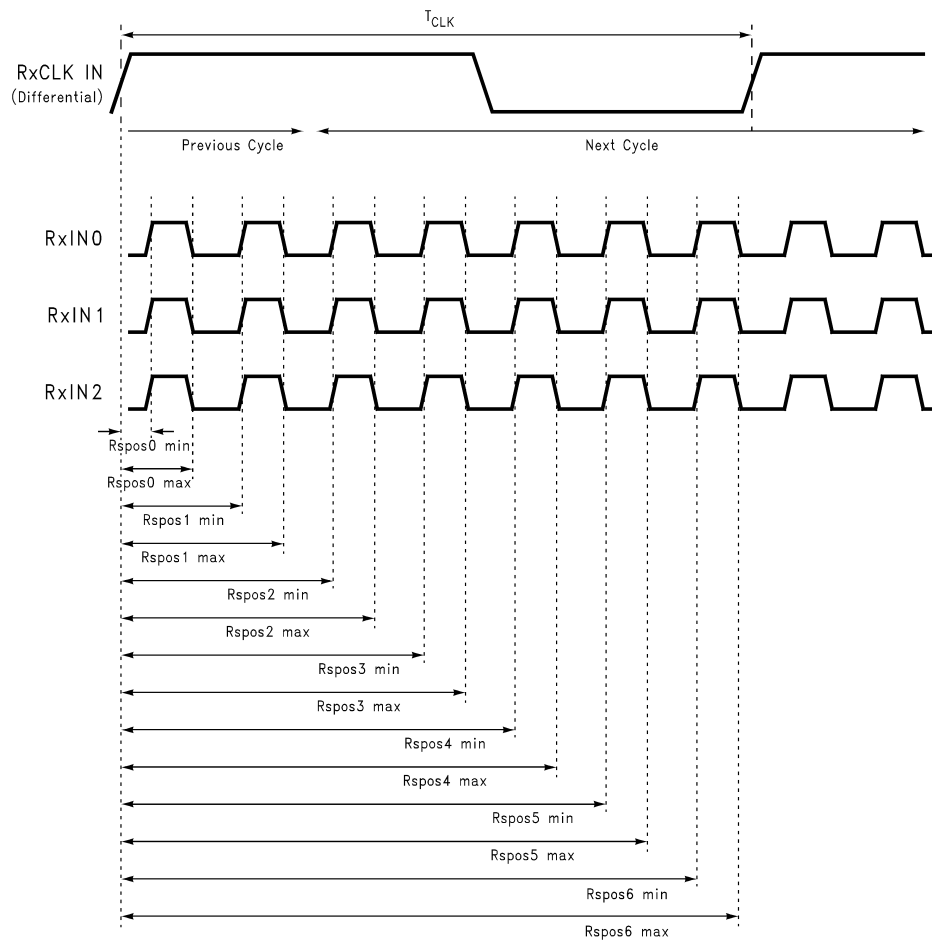 TCLK
RxCLK IN
(Differential)
Previous Cycle
Next Cycle
RxIN0
RxIN1
RxIN2
Rspos0 min
Rspos0 max
Rspos1 min
Rspos1 max
Rspos2 min
Rspos2 max
Rspos3 min
Rspos3 max
Rspos4 min
Rspos4 max
Rspos5 min
Rspos5 max
Rspos6 min
Rspos6 max